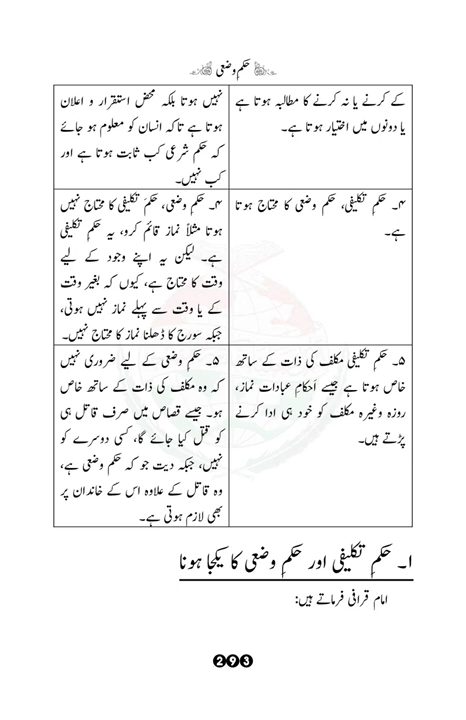 حکم وضعی
کے کرنے یا نہ کرنے کا مطالبہ ہوتا ہے
یا دونوں میں اختیار ہوتا ہے۔
نہیں ہوتا بلکہ محض استقرار و اعلان
ہوتا ہے تاکہ انسان کو معلوم ہو جائے
کہ حکم شرعی کب ثابت ہوتا ہے اور
کب نہیں۔
۴۔ حکم تکلیفی، حکم وضعی کا محتاج ہوتا
ہے۔
۴۔ حکم وضعی، حکم تکلیفی کا محتاج نہیں
ہوتا مثلاً نماز قائم کرو، یہ حکمِ تکلیفی
ہے۔ لیکن یہ اپنے وجود کے لیے
وقت کا محتاج ہے، کیوں کہ بغیر وقت
کے یا وقت سے پہلے نماز نہیں ہوتی،
جبکہ سورج کا ڈھلنا نماز کا محتاج نہیں۔
۵۔ حکم تکلیفی مکلف کی ذات کے ساتھ
خاص ہوتا ہے جیسے احکامِ عبادات نماز،
روزہ وغیرہ مکلف کو خود ہی ادا کرنے
پڑتے ہیں۔
۵۔ حکم وضعی کے لیے ضروری نہیں
کہ وہ مکلف کی ذات کے ساتھ خاص
ہو۔ جیسے قصاص میں صرف قاتل ہی
کو قتل کیا جائے گا، کسی دوسرے کو
نہیں، جبکہ دیت جو کہ حکم وضعی ہے،
وہ قاتل کے علاوہ اس کے خاندان پر
بھی لازم ہوتی ہے۔
۱۔ حکمِ تکلیفی اور حکمِ وضعی کا یکجا ہونا
امام قرافی فرماتے ہیں:
293